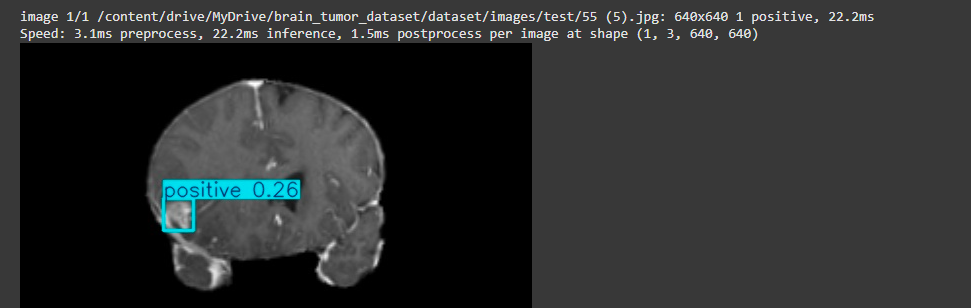 image 1/1 /content/drive/MyDrive/brain_tumor_dataset/dataset/images/test/55 (5).jpg: 640x640 1 positive, 22.2ms
Speed: 3.1ms preprocess, 22.2ms inference, 1.5ms postprocess per image at shape (1, 3, 640, 640)
positive 0.26